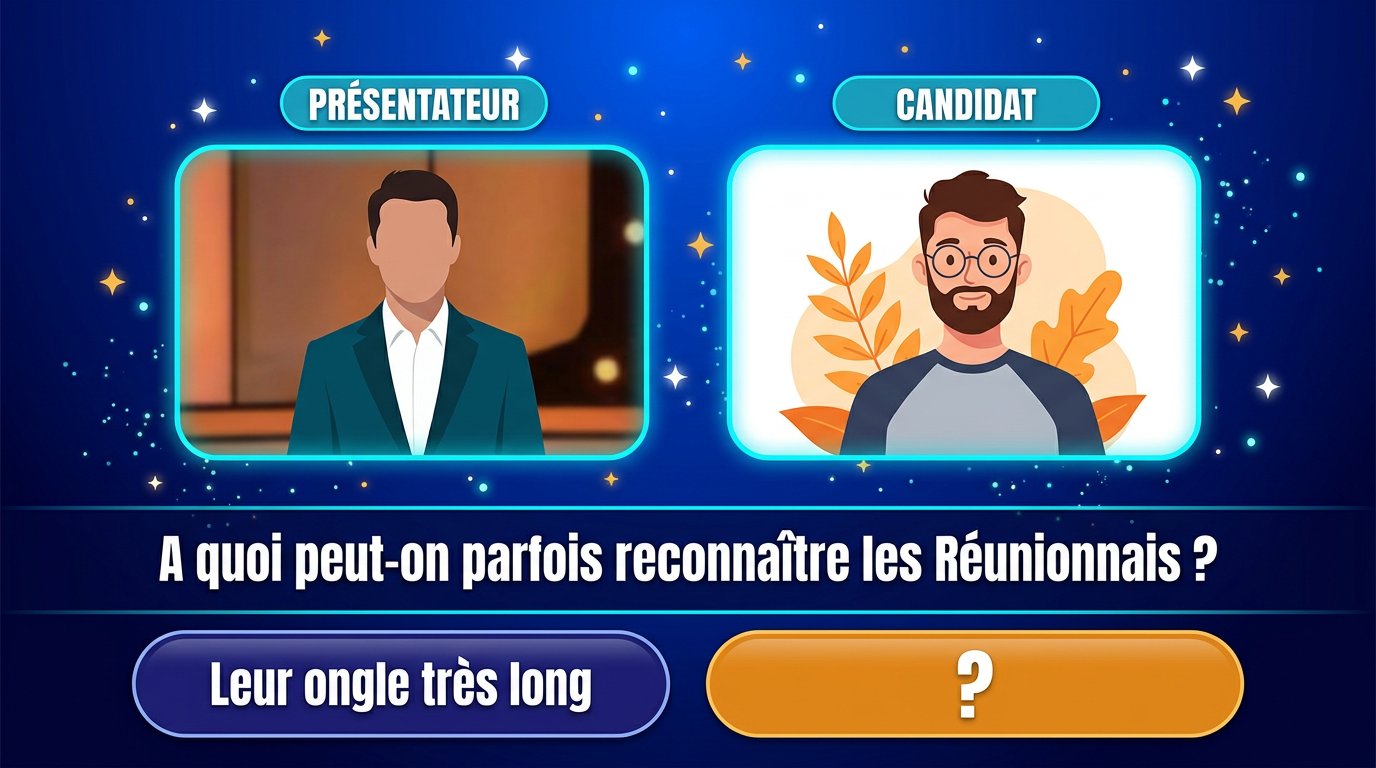 PRÉSENTATEUR
CANDIDAT
A quoi peut-on parfois reconnaître les Réunionnais ?
Leur ongle très long
?